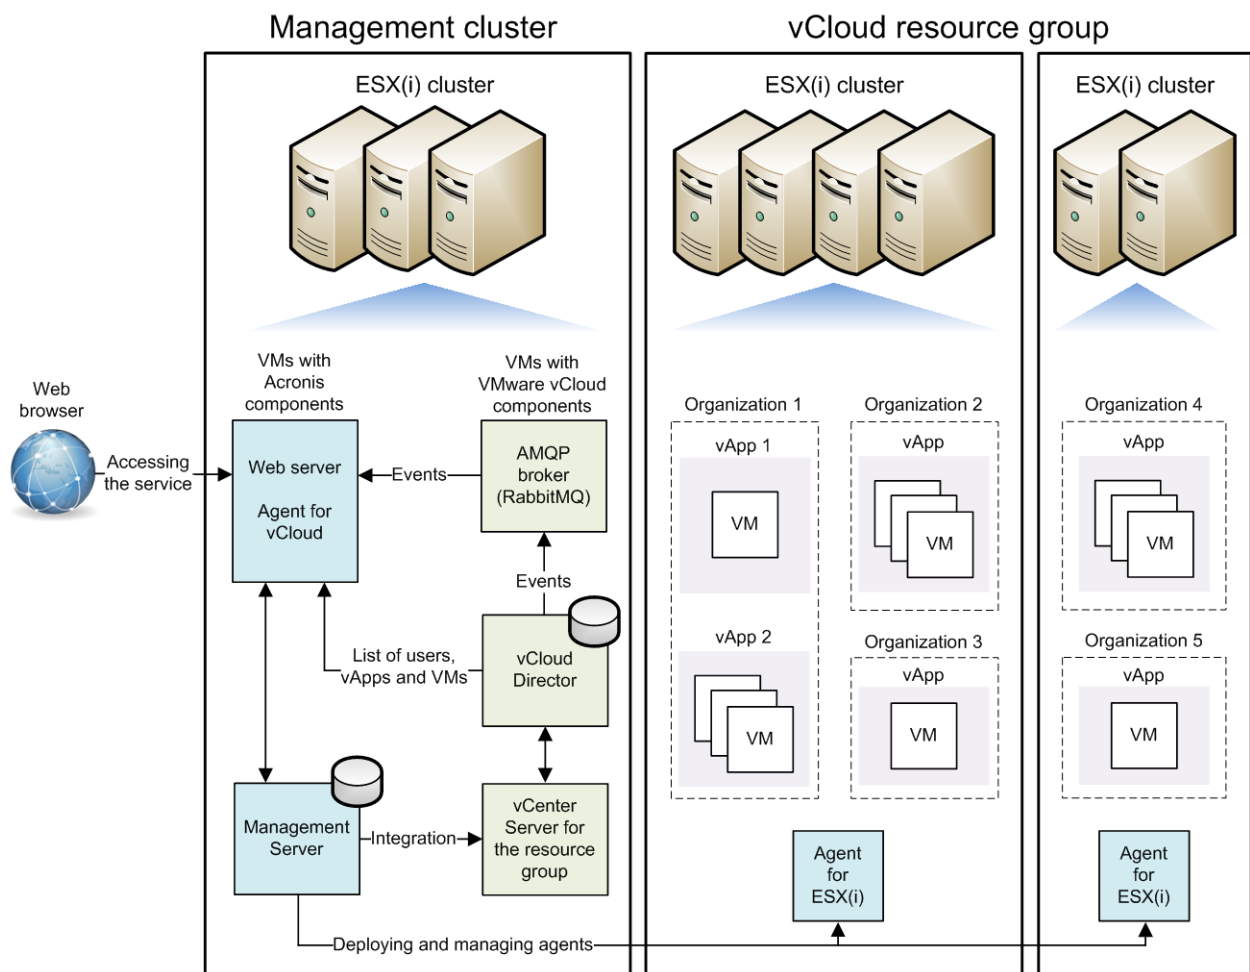 Management cluster
vCloud resource group
ESX(i) cluster
ESX(i) cluster
ESX(i) cluster
Web
browser
Accessing
the service
VMs with
Acronis
components
VMs with
VMware vCloud
components
Web server
Agent for
vCloud
Events
AMQP
broker
(RabbitMQ)
Events
List of users,
vApps and VMs
vCloud
Director
Management
Server
Integration
vCenter
Server for
the resource
group
Deploying and managing agents
Organization 1
vApp 1
VM
vApp 2
VM
Organization 2
vApp
VM
Organization 3
vApp
VM
Agent
for
ESX(i)
Organization 4
vApp
VM
Organization 5
vApp
VM
Agent
for
ESX(i)